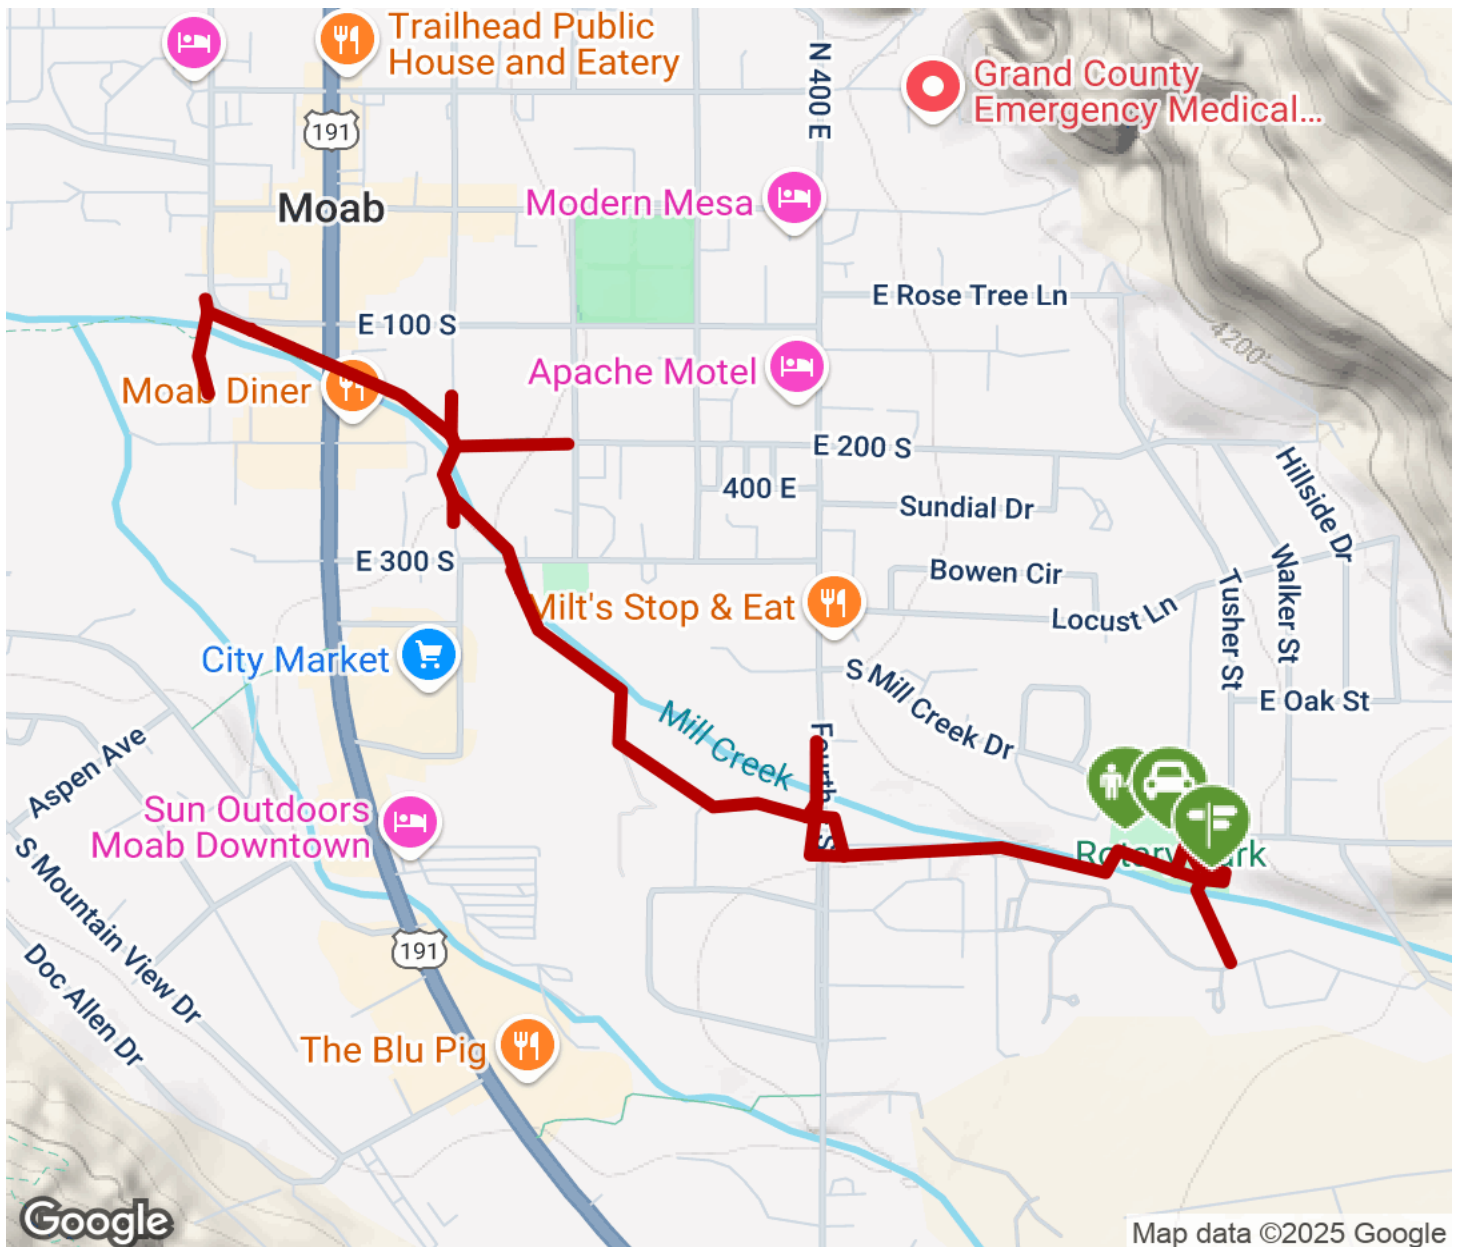 Trailhead Public
House and Eatery
N 400 E
Grand County
Emergency Medical...
191
Moab
Modern Mesa
E Rose Tree Ln
E 100 S
4200'
Apache Motel
Moab Diner
E 200 S
400 E
Sundial Dr
Hillside Dr
E 300 S
Bowen Cir
Walker St
Tusher St
Milt's Stop & Eat
Locust Ln
City Market
S Mill Creek Dr
E Oak St
Mill Creek
Aspen Ave
Sun Outdoors
Moab Downtown
S Mountain View Dr
191
Doc Allen Dr
The Blu Pig
Google
Map data ©2025 Google